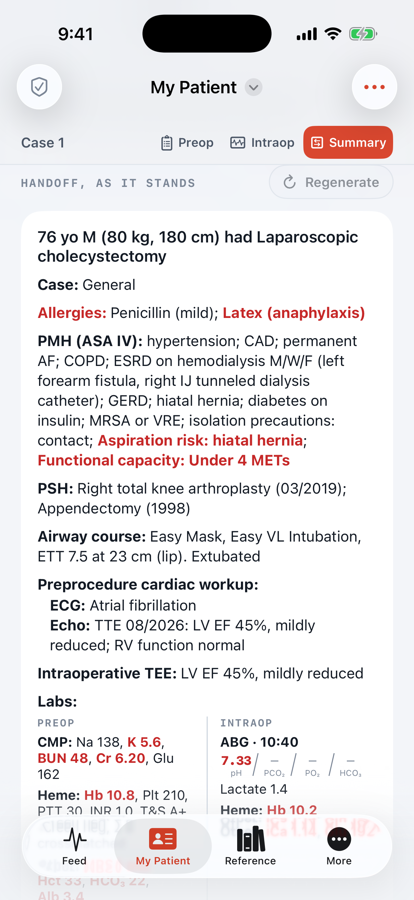 9:41
My Patient
Case 1
Preop
Intraop
Summary
HANDOFF, AS IT STANDS
Regenerate
76 yo M (80 kg, 180 cm) had Laparoscopic
cholecystectomy
Case: General
Allergies: Penicillin (mild); Latex (anaphylaxis)
PMH (ASA IV): hypertension; CAD; permanent
AF; COPD; ESRD on hemodialysis M/W/F (left
forearm fistula, right IJ tunneled dialysis
catheter); GERD; hiatal hernia; diabetes on
insulin; MRSA or VRE; isolation precautions:
contact; Aspiration risk: hiatal hernia;
Functional capacity: Under 4 METs
PSH: Right total knee arthroplasty (03/2019);
Appendectomy (1998)
Airway course: Easy Mask, Easy VL Intubation,
ETT 7.5 at 23 cm (lip). Extubated
Preprocedure cardiac workup:
ECG: Atrial fibrillation
Echo: TTE 08/2026: LV EF 45%, mildly
reduced; RV function normal
Intraoperative TEE: LV EF 45%, mildly reduced
Labs:
PREOP
CMP: Na 138, K 5.6,
BUN 48, Cr 6.20, Glu
162
Heme: Hb 10.8, Plt 210,
PTT 30, INR 1.0, T&S A+
Hct 33, HCO₃ 22,
Alb 3.4
INTRAOP
ABG · 10:40
7.33 / – / – / –
pH PCO₂ PO₂ HCO₃
Lactate 1.4
Heme: Hb 10.2
Feed
My Patient
Reference
More